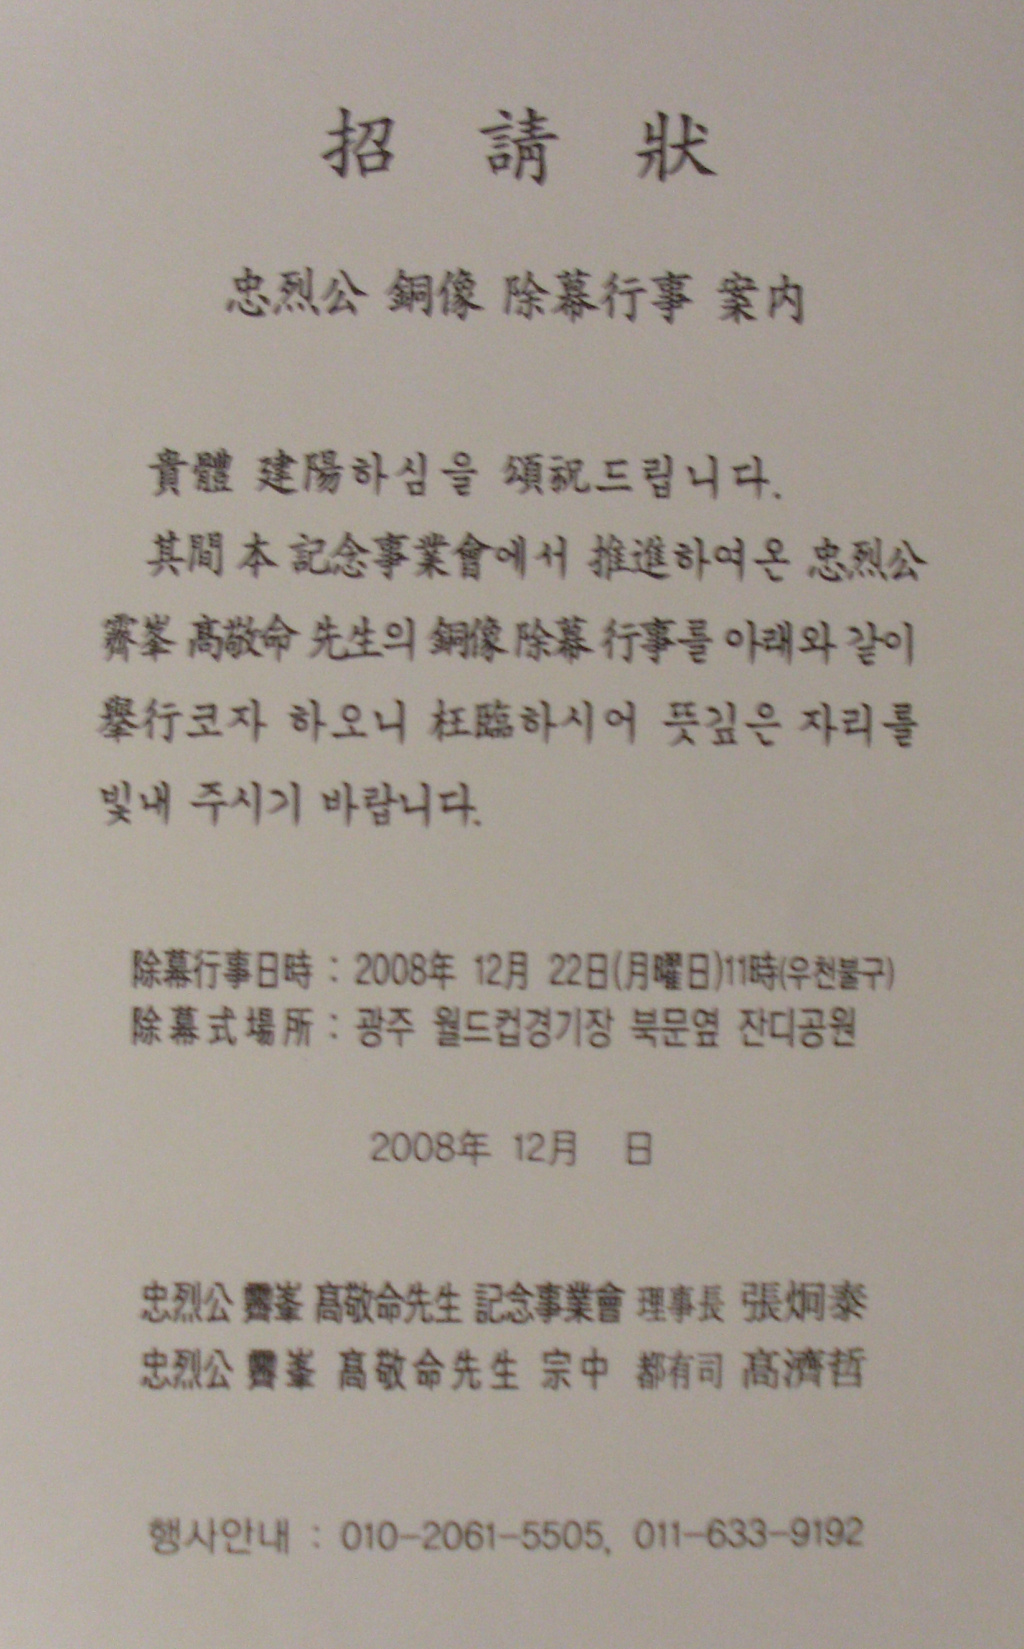 招 請 狀
忠烈公 銅像 除幕行事 案內
貴體 建陽하심을 頌祝드립니다.
其間 本 記念事業會에서 推進하여온 忠烈公
霽峯 髙敬命 先生의 銅像 除幕 行事를 아래와 같이
擧行코자 하오니 枉臨하시어 뜻깊은 자리를
빛내 주시기 바랍니다.
除幕行事日時 : 2008年 12月 22日(月曜日)11時(우천불구)
除幕式場所 : 광주 월드컵경기장 북문옆 잔디공원
2008年 12月 日
忠烈公 霽峯 髙敬命先生 記念事業會 理事長 張炯泰
忠烈公 霽峯 髙敬命先生 宗中 都有司 髙濟哲
행사안내 : 010-2061-5505, 011-633-9192